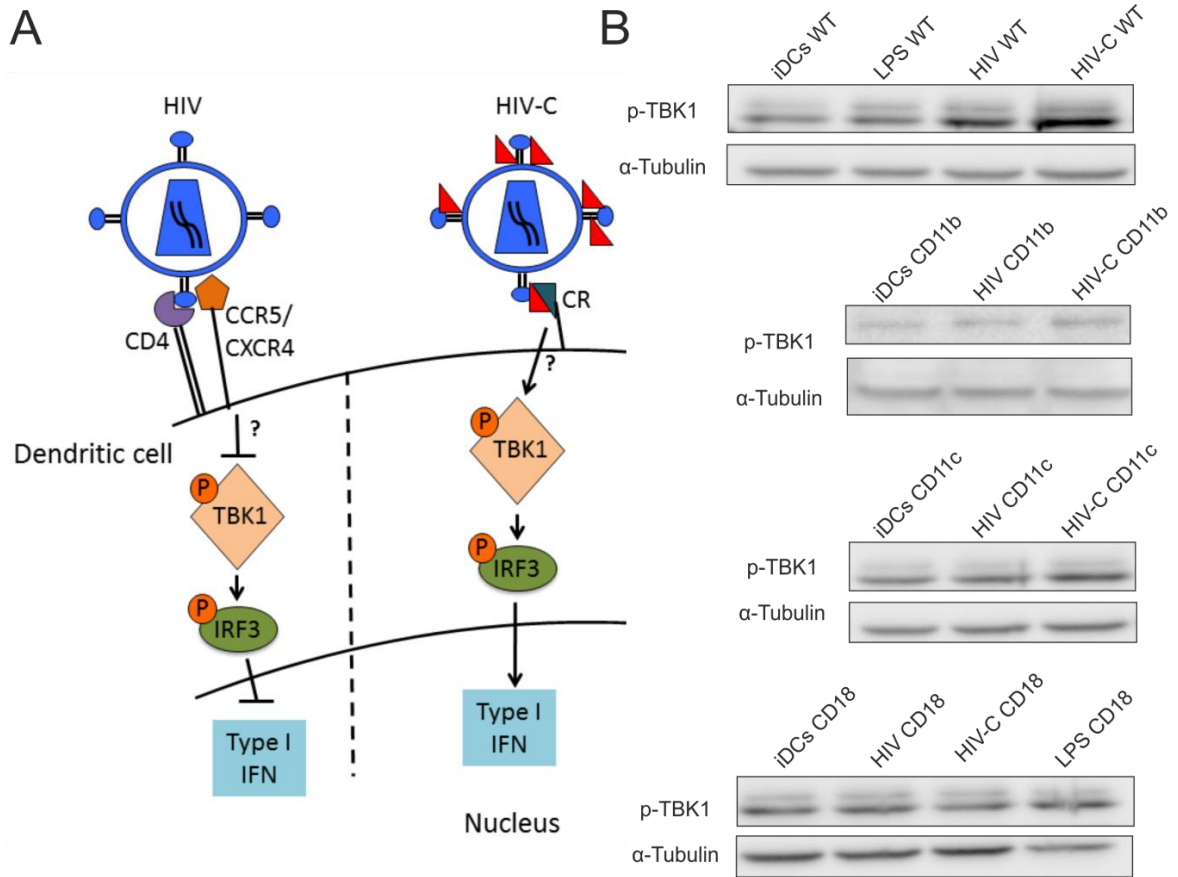 A
HIV
HIV-C
CCR5/
CXCR4
CD4
CR
?
?
Dendritic cell
P
TBK1
P
TBK1
P
IRF3
P
IRF3
Type I
IFN
Type I
IFN
Nucleus
B
iDCs WT
LPS WT
HIV WT
HIV-C WT
p-TBK1
α-Tubulin
iDCs CD11b
HIV CD11b
HIV-C CD11b
p-TBK1
α-Tubulin
iDCs CD11c
HIV CD11c
HIV-C CD11c
p-TBK1
α-Tubulin
iDCs CD18
HIV CD18
HIV-C CD18
LPS CD18
p-TBK1
α-Tubulin